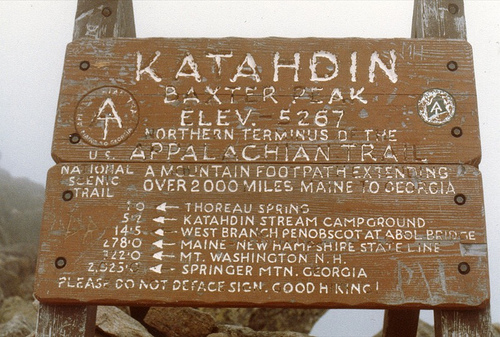 KATAHDIN
BAXTER PEAK
ELEV - 5267
NORTHERN TERMINUS OF THE
U.S. APPALACHIAN TRAIL
NATIONAL SCENIC TRAIL
A MOUNTAIN FOOTPATH EXTENDING
OVER 2000 MILES MAINE TO GEORGIA
1.0 ← THOREAU SPRING
5.2 ← KATAHDIN STREAM CAMPGROUND
14.5 ← WEST BRANCH PENOBSCOT AT ABOL BRIDGE
278.0 ← MAINE NEW HAMPSHIRE STATE LINE
322.0 ← MT. WASHINGTON N.H.
← SPRINGER MTN. GEORGIA
PLEASE DO NOT DEFACE SIGN. GOOD HIKING!